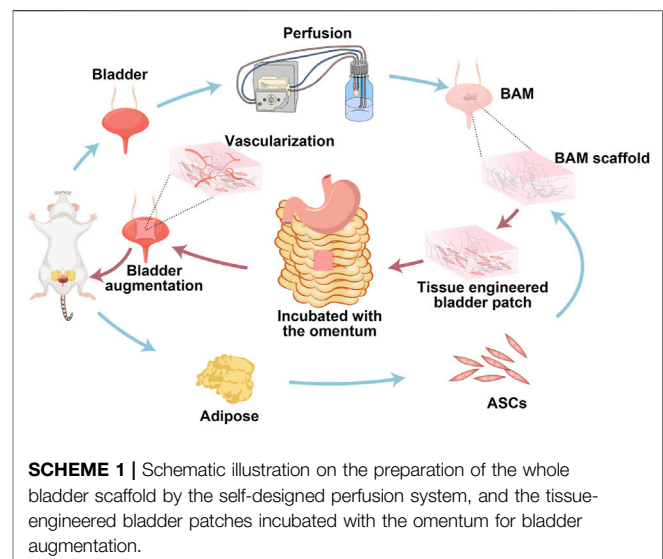 Perfusion
Bladder
BAM
Vascularization
BAM scaffold
Bladder
augmentation
Incubated with
the omentum
Tissue engineered
bladder patch
Adipose
ASCs
SCHEME 1 | Schematic illustration on the preparation of the whole
bladder scaffold by the self-designed perfusion system, and the tissue-
engineered bladder patches incubated with the omentum for bladder
augmentation.